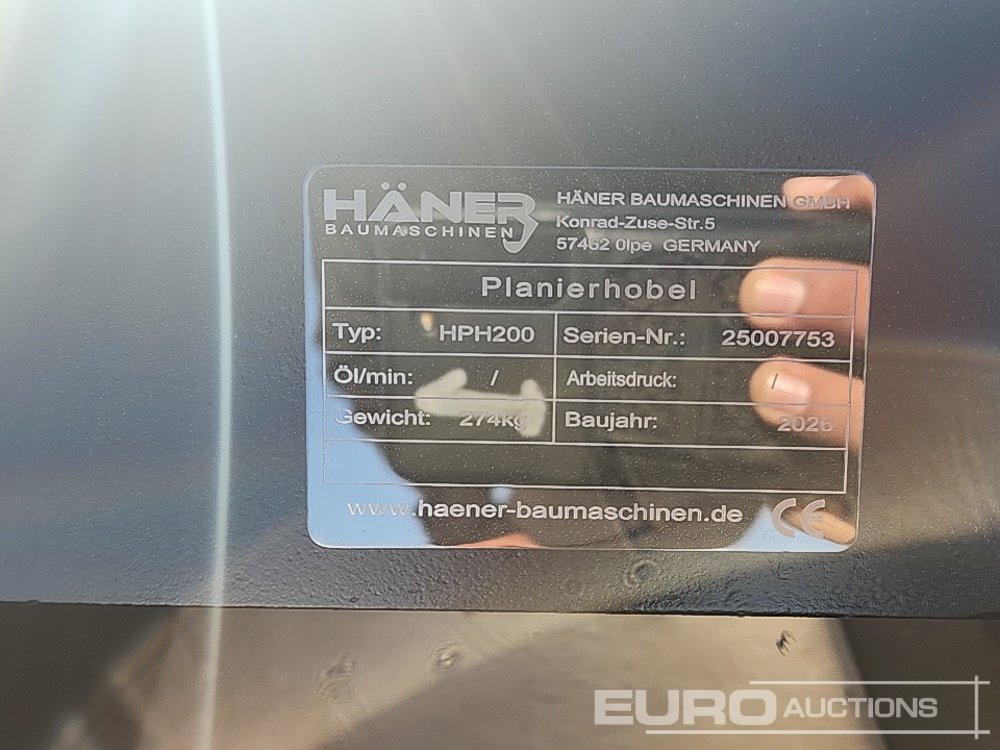 HÄNER
BAUMASCHINEN
HÄNER BAUMASCHINEN GMBH
Konrad-Zuse-Str.5
57462 Olpe GERMANY
Planierhobel
Typ: HPH200 Serien-Nr.: 25007753
Öl/min: / Arbeitsdruck: /
Gewicht: 274kg Baujahr: 2026
www.haener-baumaschinen.de CE
EURO AUCTIONS